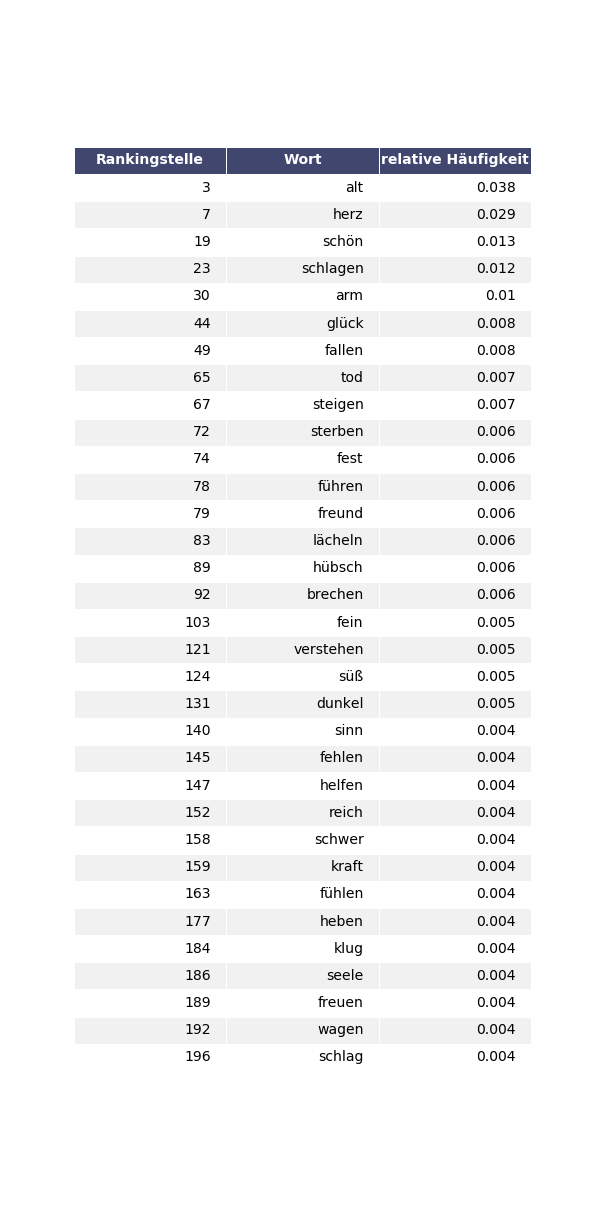 Rankingstelle Wort relative Häufigkeit
3 alt 0.038
7 herz 0.029
19 schön 0.013
23 schlagen 0.012
30 arm 0.01
44 glück 0.008
49 fallen 0.008
65 tod 0.007
67 steigen 0.007
72 sterben 0.006
74 fest 0.006
78 führen 0.006
79 freund 0.006
83 lächeln 0.006
89 hübsch 0.006
92 brechen 0.006
103 fein 0.005
121 verstehen 0.005
124 süß 0.005
131 dunkel 0.005
140 sinn 0.004
145 fehlen 0.004
147 helfen 0.004
152 reich 0.004
158 schwer 0.004
159 kraft 0.004
163 fühlen 0.004
177 heben 0.004
184 klug 0.004
186 seele 0.004
189 freuen 0.004
192 wagen 0.004
196 schlag 0.004